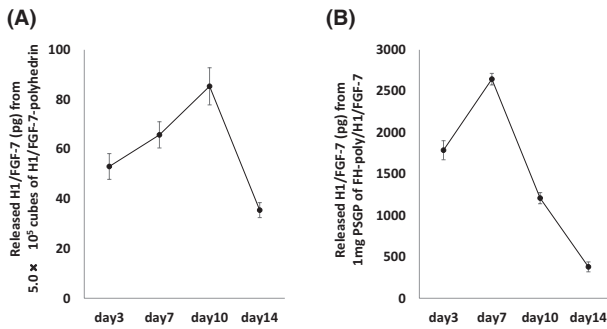 (A)
Released H1/FGF-7 (pg) from
5.0 × 10⁵ cubes of H1/FGF-7-polyhedrin
100
80
60
40
20
0
day3 day7 day10 day14
(B)
Released H1/FGF-7 (pg) from
1mg PSGP of FH-poly/H1/FGF-7
3000
2500
2000
1500
1000
500
0
day3 day7 day10 day14